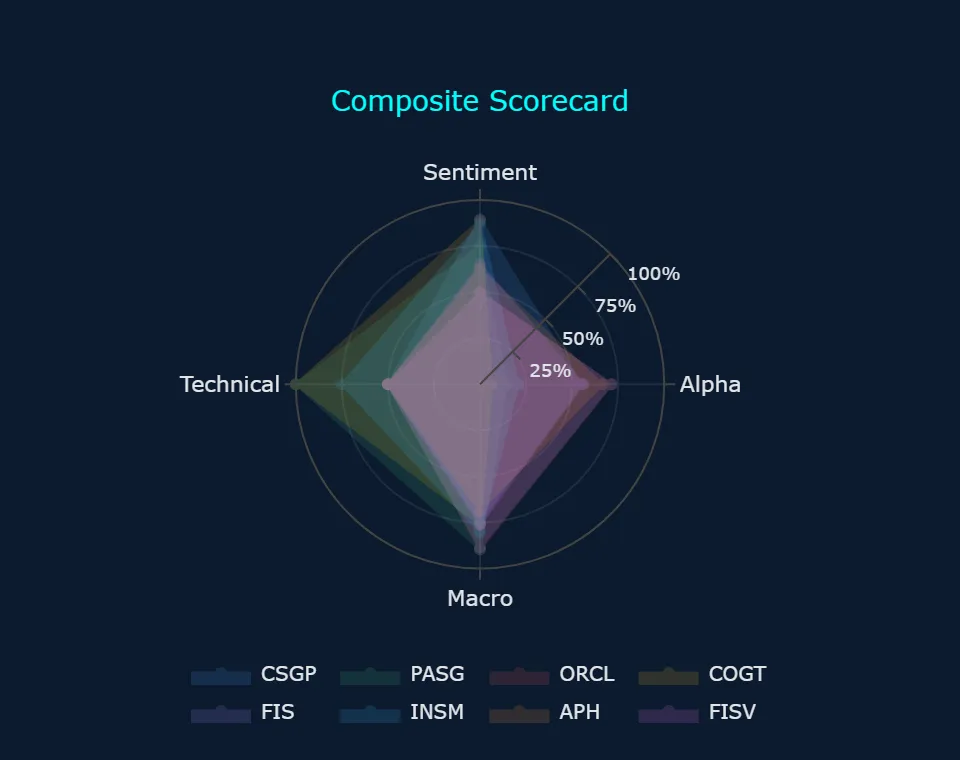 Composite Scorecard
Sentiment
100%
75%
50%
25%
Technical
Alpha
Macro
CSGP PASG ORCL COGT
FIS INSM APH FISV